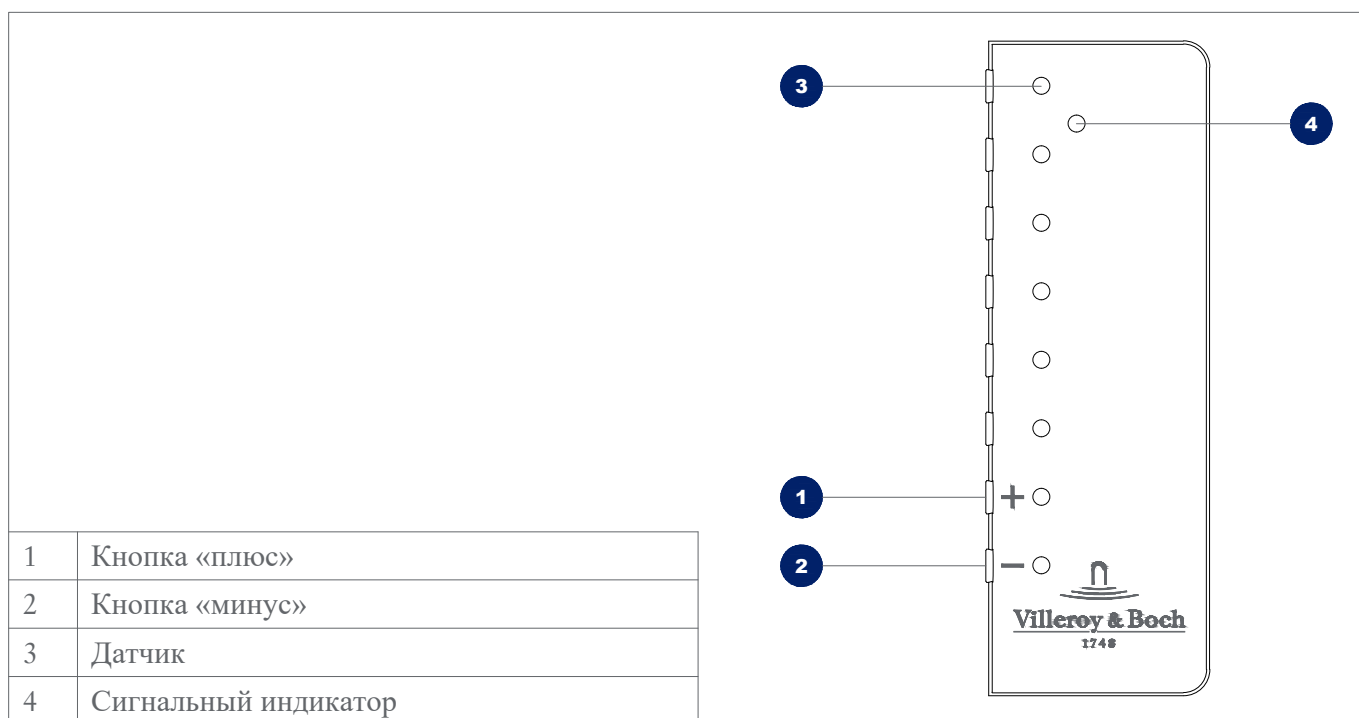 3
4
1
2
+
−
Villeroy & Boch
1748
1 Кнопка «плюс»
2 Кнопка «минус»
3 Датчик
4 Сигнальный индикатор